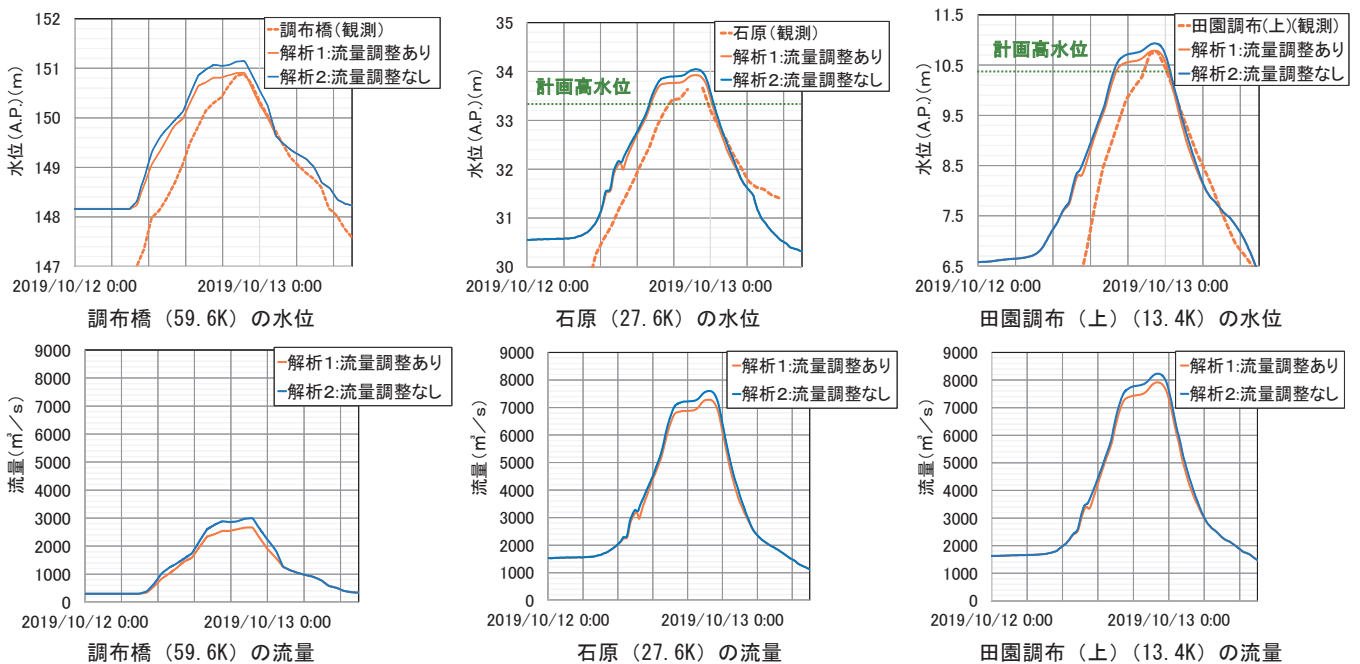 152
151
150
149
148
147
水位(A.P.)(m)
調布橋(観測)
解析1:流量調整あり
解析2:流量調整なし
2019/10/12 0:00
2019/10/13 0:00
調布橋 (59.6K) の水位
35
34
33
32
31
30
水位(A.P.)(m)
石原(観測)
解析1:流量調整あり
解析2:流量調整なし
計画高水位
2019/10/12 0:00
2019/10/13 0:00
石原 (27.6K) の水位
11.5
10.5
9.5
8.5
7.5
6.5
水位(A.P.)(m)
田園調布(上)(観測)
解析1:流量調整あり
解析2:流量調整なし
計画高水位
2019/10/12 0:00
2019/10/13 0:00
田園調布(上)(13.4K) の水位
9000
8000
7000
6000
5000
4000
3000
2000
1000
0
流量(㎥/s)
解析1:流量調整あり
解析2:流量調整なし
2019/10/12 0:00
2019/10/13 0:00
調布橋 (59.6K) の流量
9000
8000
7000
6000
5000
4000
3000
2000
1000
0
流量(㎥/s)
解析1:流量調整あり
解析2:流量調整なし
2019/10/12 0:00
2019/10/13 0:00
石原 (27.6K) の流量
9000
8000
7000
6000
5000
4000
3000
2000
1000
0
流量(㎥/s)
解析1:流量調整あり
解析2:流量調整なし
2019/10/12 0:00
2019/10/13 0:00
田園調布(上)(13.4K) の流量